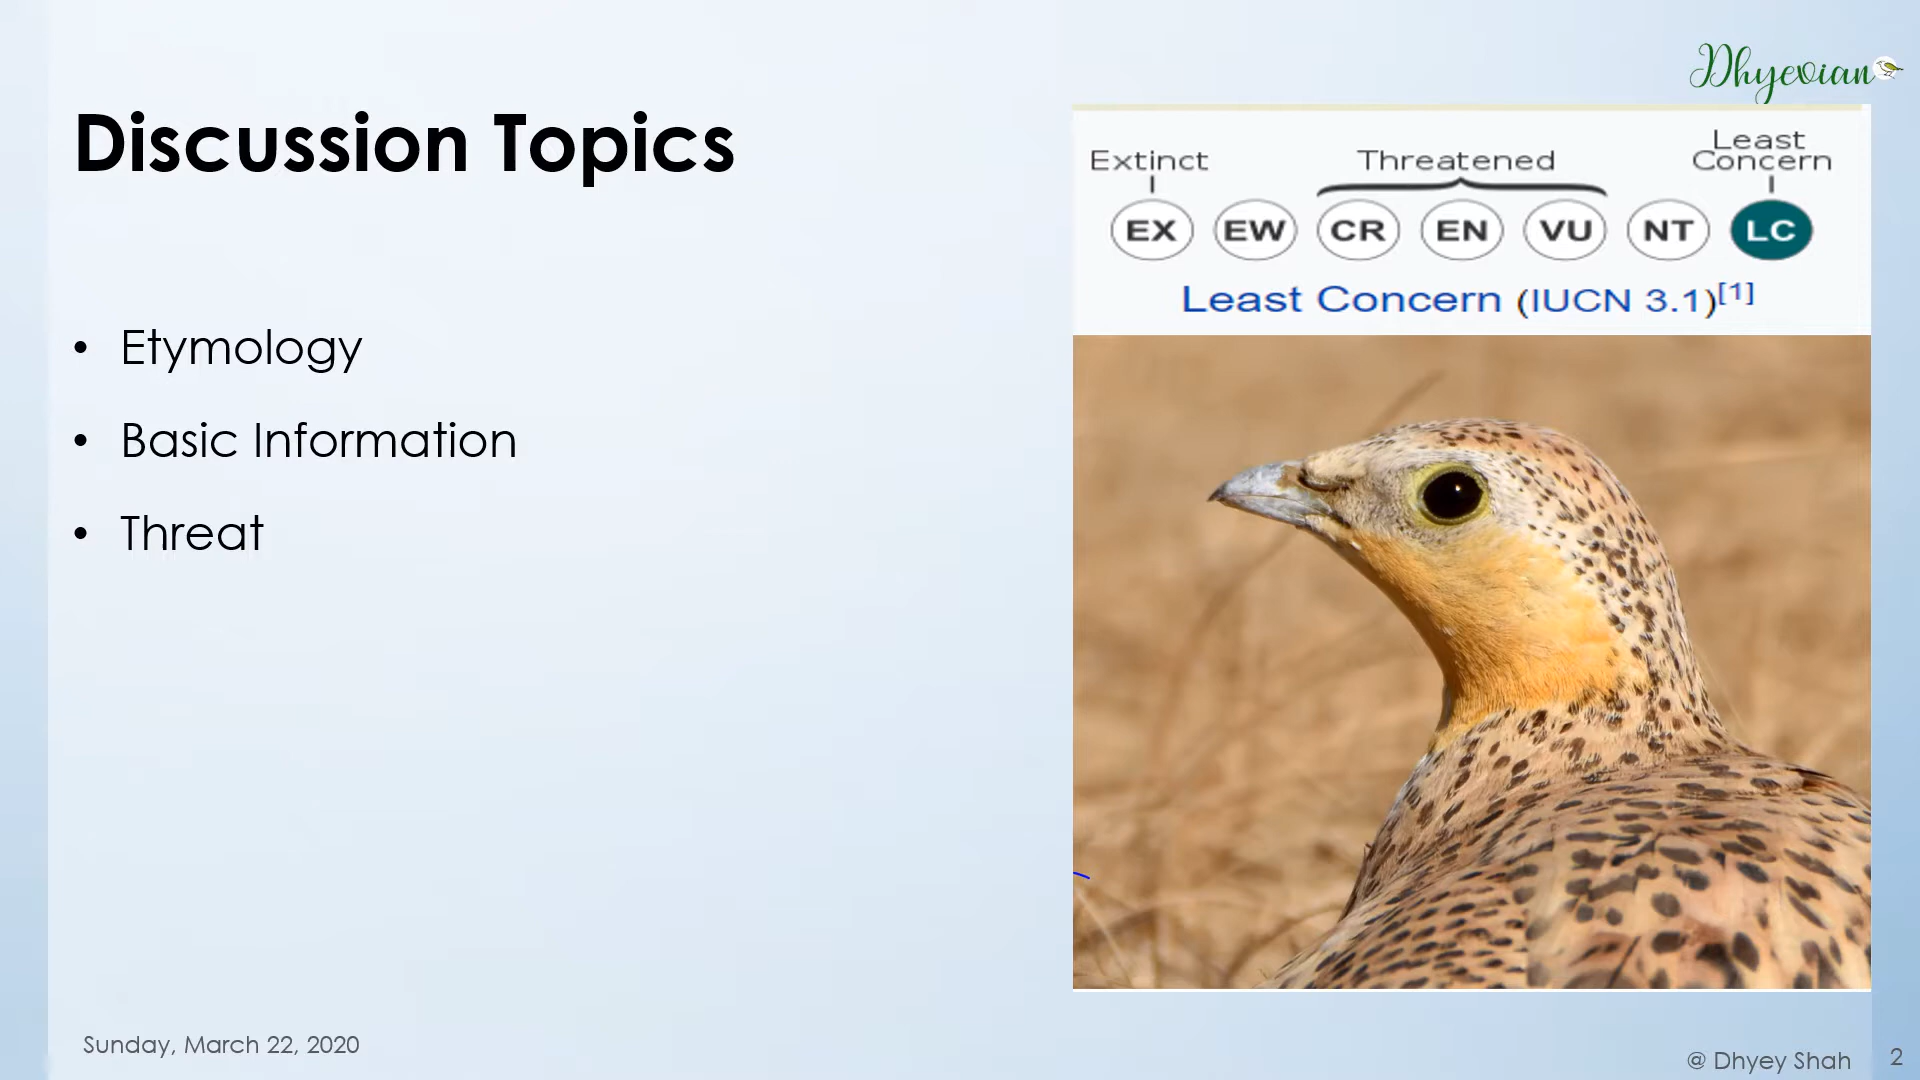 Dhyevian
Discussion Topics
• Etymology
• Basic Information
• Threat
Extinct
Threatened
Least
Concern
EX EW CR EN VU NT LC
Least Concern (IUCN 3.1)[1]
Sunday, March 22, 2020
@ Dhyey Shah
2